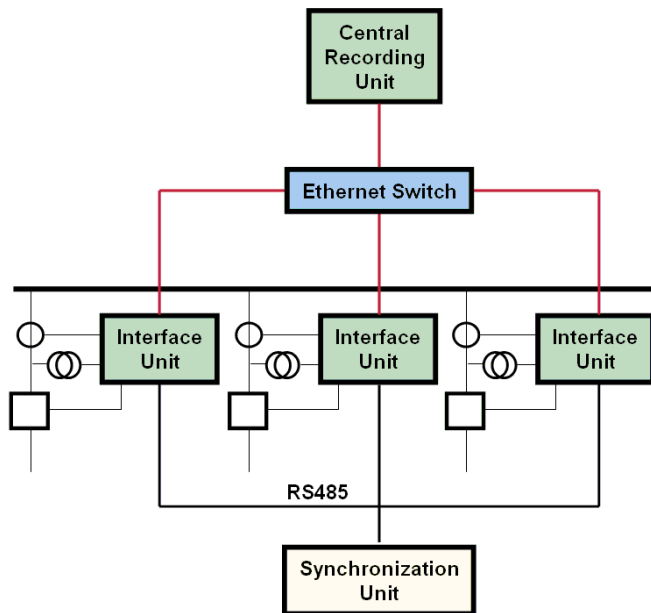 Central
Recording
Unit
Ethernet Switch
Interface
Unit
Interface
Unit
Interface
Unit
RS485
Synchronization
Unit